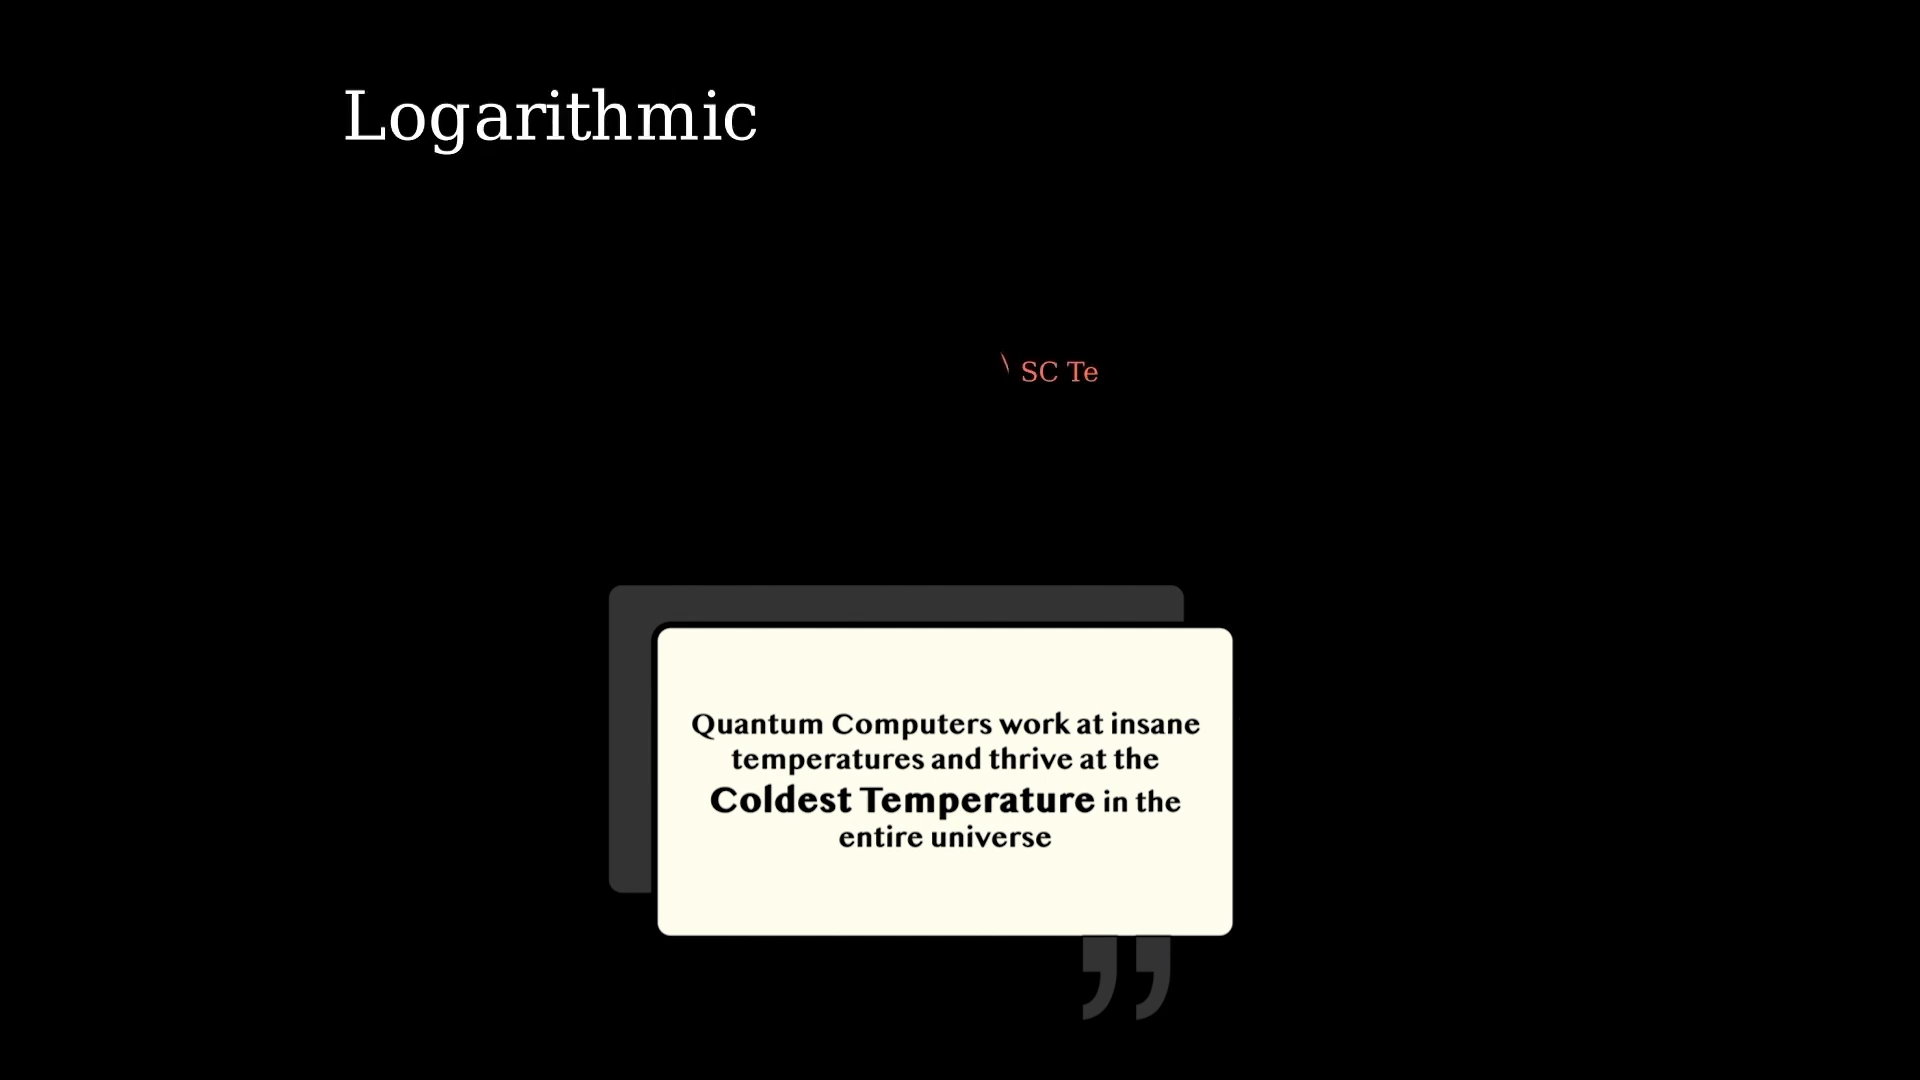 Logarithmic
SC Te
Quantum Computers work at insane
temperatures and thrive at the
Coldest Temperature in the
entire universe